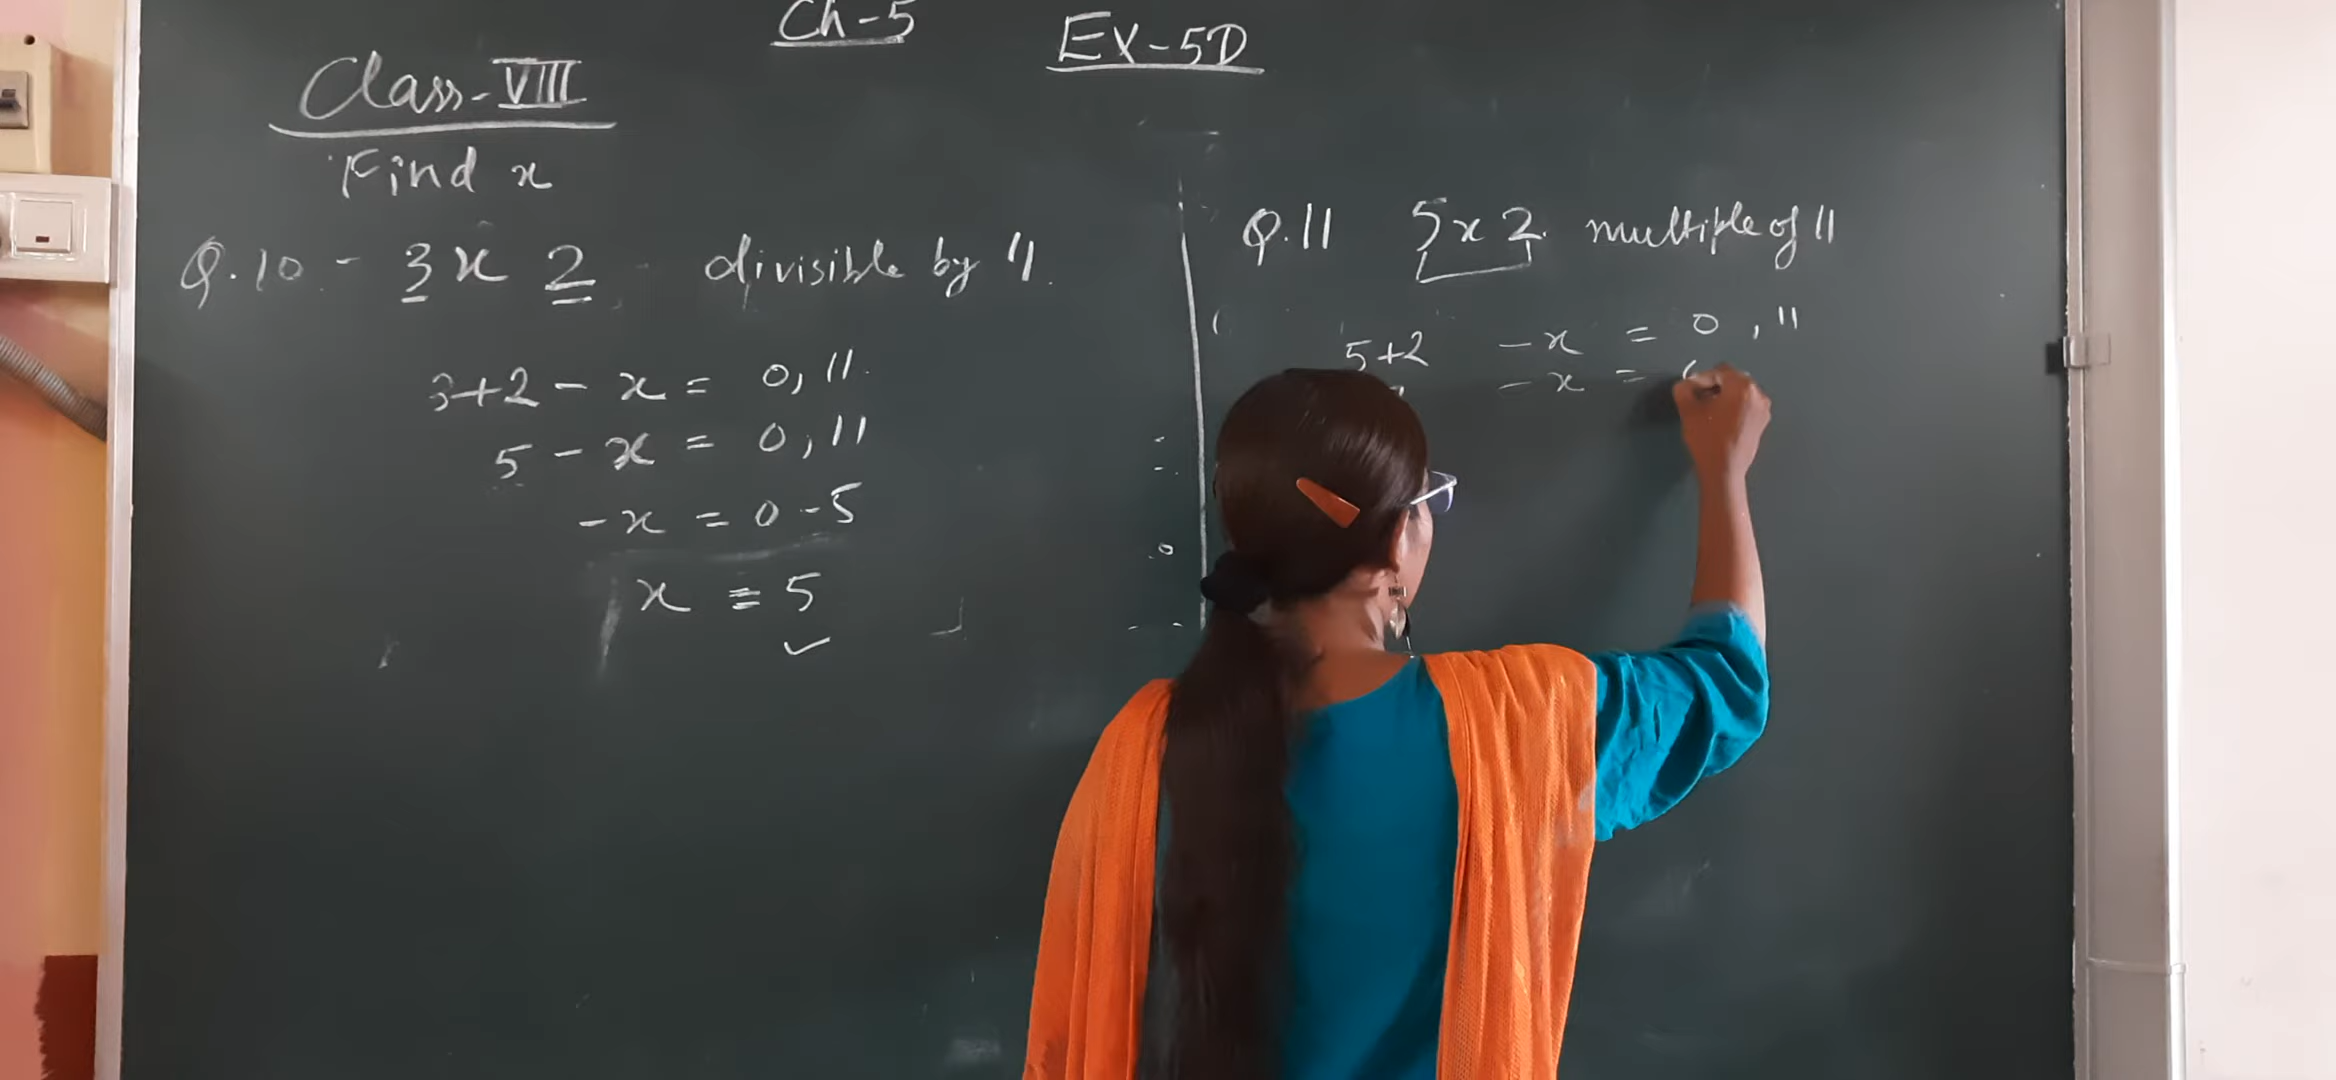 Ch-5
Ex-5D
Class-VIII
Find x
Q.10 - 3x2 - divisible by 11.
3+2-x = 0, 11.
5-x = 0, 11
-x = 0-5
x = 5
Q.11 5x2. multiple of 11
5+2 -x = 0, 11
-x =